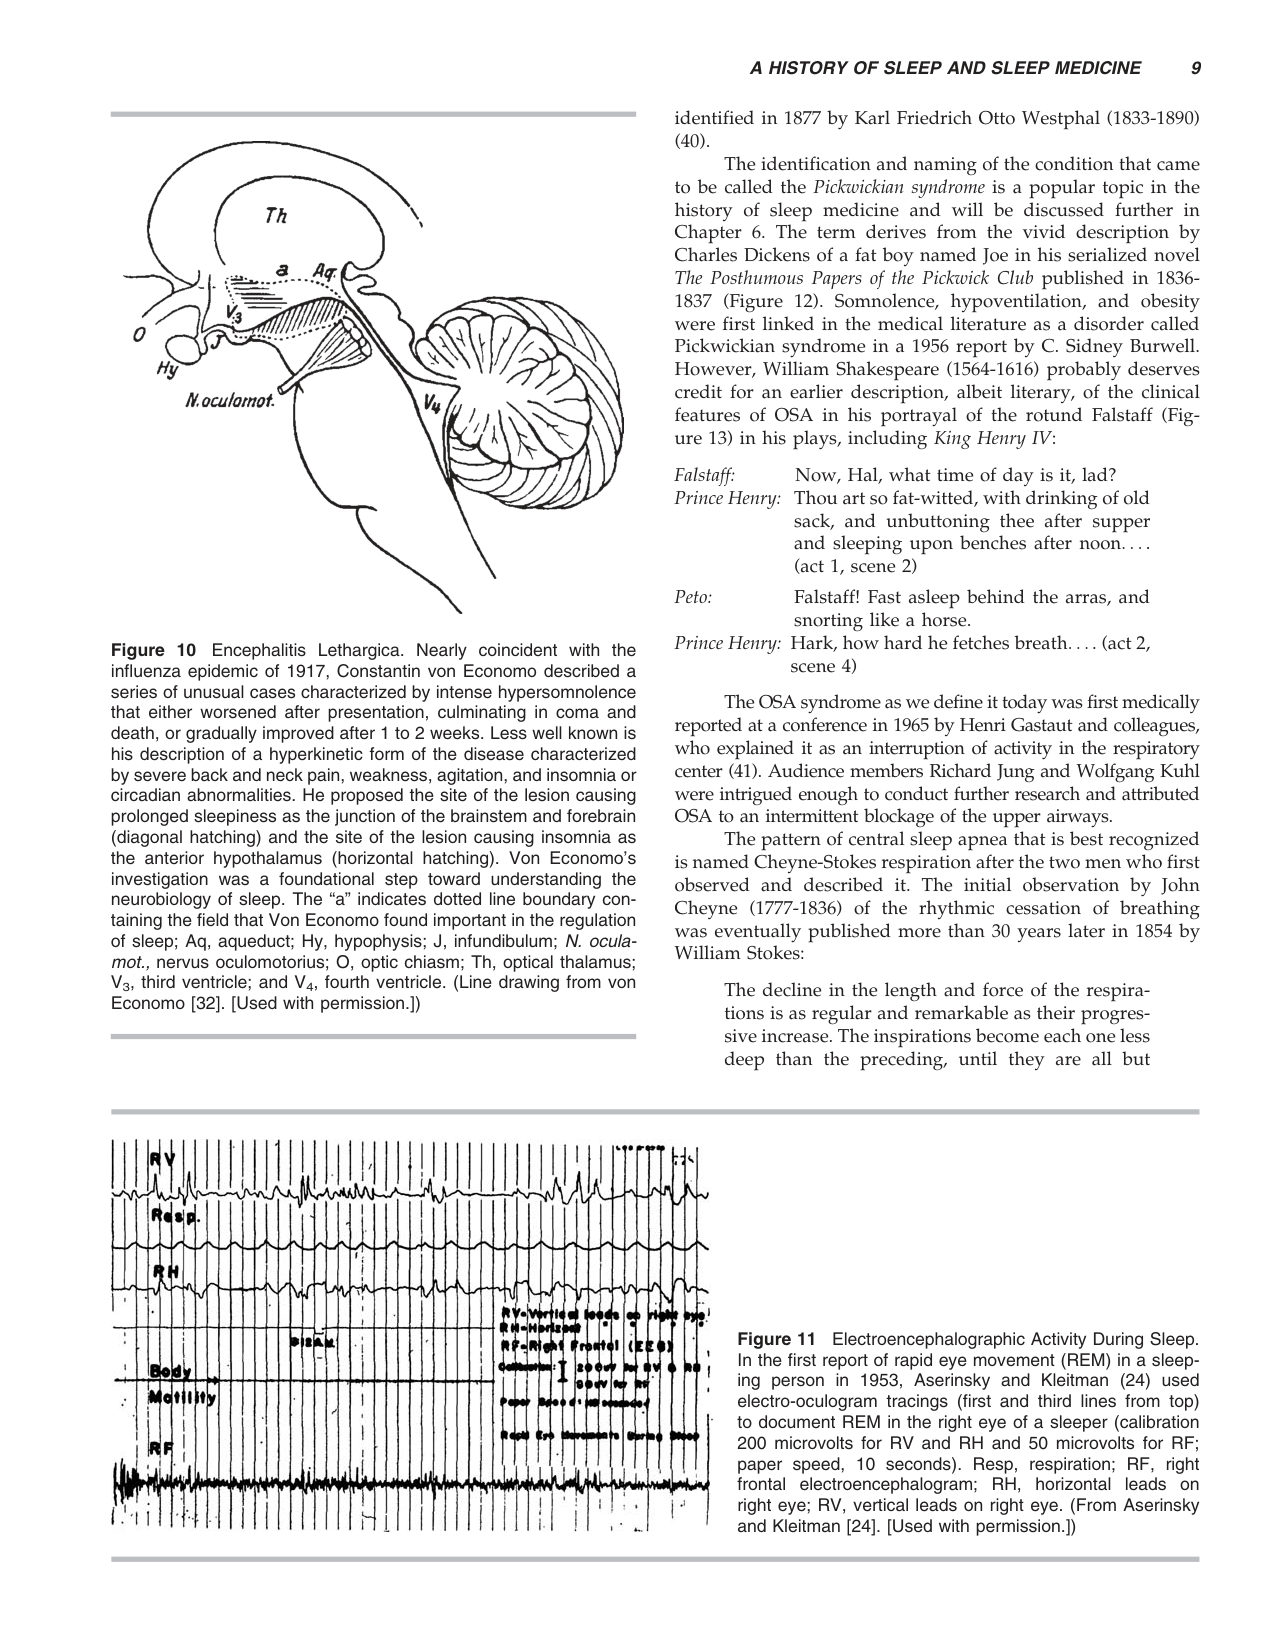 A HISTORY OF SLEEP AND SLEEP MEDICINE 9
Th
a Aq.
V3
O
J
Hy
N. oculomot.
V4
Figure 10 Encephalitis Lethargica. Nearly coincident with the
influenza epidemic of 1917, Constantin von Economo described a
series of unusual cases characterized by intense hypersomnolence
that either worsened after presentation, culminating in coma and
death, or gradually improved after 1 to 2 weeks. Less well known is
his description of a hyperkinetic form of the disease characterized
by severe back and neck pain, weakness, agitation, and insomnia or
circadian abnormalities. He proposed the site of the lesion causing
prolonged sleepiness as the junction of the brainstem and forebrain
(diagonal hatching) and the site of the lesion causing insomnia as
the anterior hypothalamus (horizontal hatching). Von Economo's
investigation was a foundational step toward understanding the
neurobiology of sleep. The “a” indicates dotted line boundary con-
taining the field that Von Economo found important in the regulation
of sleep; Aq, aqueduct; Hy, hypophysis; J, infundibulum; N. ocula-
mot., nervus oculomotorius; O, optic chiasm; Th, optical thalamus;
V3, third ventricle; and V4, fourth ventricle. (Line drawing from von
Economo [32]. [Used with permission.])
identified in 1877 by Karl Friedrich Otto Westphal (1833-1890)
(40).
The identification and naming of the condition that came
to be called the Pickwickian syndrome is a popular topic in the
history of sleep medicine and will be discussed further in
Chapter 6. The term derives from the vivid description by
Charles Dickens of a fat boy named Joe in his serialized novel
The Posthumous Papers of the Pickwick Club published in 1836-
1837 (Figure 12). Somnolence, hypoventilation, and obesity
were first linked in the medical literature as a disorder called
Pickwickian syndrome in a 1956 report by C. Sidney Burwell.
However, William Shakespeare (1564-1616) probably deserves
credit for an earlier description, albeit literary, of the clinical
features of OSA in his portrayal of the rotund Falstaff (Fig-
ure 13) in his plays, including King Henry IV:
Falstaff: Now, Hal, what time of day is it, lad?
Prince Henry: Thou art so fat-witted, with drinking of old
sack, and unbuttoning thee after supper
and sleeping upon benches after noon. . . .
(act 1, scene 2)
Peto: Falstaff! Fast asleep behind the arras, and
snorting like a horse.
Prince Henry: Hark, how hard he fetches breath. . . . (act 2,
scene 4)
The OSA syndrome as we define it today was first medically
reported at a conference in 1965 by Henri Gastaut and colleagues,
who explained it as an interruption of activity in the respiratory
center (41). Audience members Richard Jung and Wolfgang Kuhl
were intrigued enough to conduct further research and attributed
OSA to an intermittent blockage of the upper airways.
The pattern of central sleep apnea that is best recognized
is named Cheyne-Stokes respiration after the two men who first
observed and described it. The initial observation by John
Cheyne (1777-1836) of the rhythmic cessation of breathing
was eventually published more than 30 years later in 1854 by
William Stokes:
The decline in the length and force of the respira-
tions is as regular and remarkable as their progres-
sive increase. The inspirations become each one less
deep than the preceding, until they are all but
RV
Resp.
RH
Body
Motility
RF
RV-Vertical leads on right eye
RH-Horizont
RF-Right Frontal (EEG)
200uV for RV & RH
for RF
Rapid Eye Movements During Sleep
Figure 11 Electroencephalographic Activity During Sleep.
In the first report of rapid eye movement (REM) in a sleep-
ing person in 1953, Aserinsky and Kleitman (24) used
electro-oculogram tracings (first and third lines from top)
to document REM in the right eye of a sleeper (calibration
200 microvolts for RV and RH and 50 microvolts for RF;
paper speed, 10 seconds). Resp, respiration; RF, right
frontal electroencephalogram; RH, horizontal leads on
right eye; RV, vertical leads on right eye. (From Aserinsky
and Kleitman [24]. [Used with permission.])